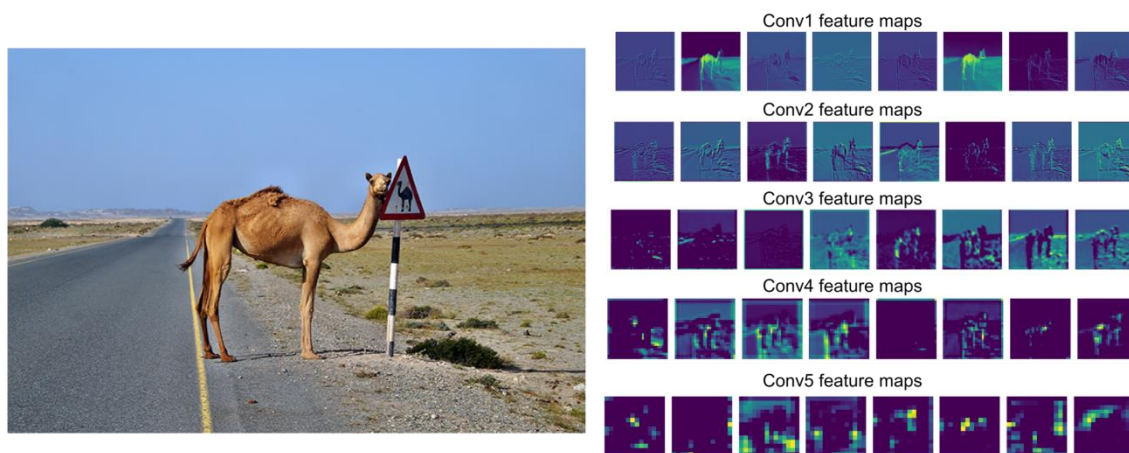 Conv1 feature maps
Conv2 feature maps
Conv3 feature maps
Conv4 feature maps
Conv5 feature maps